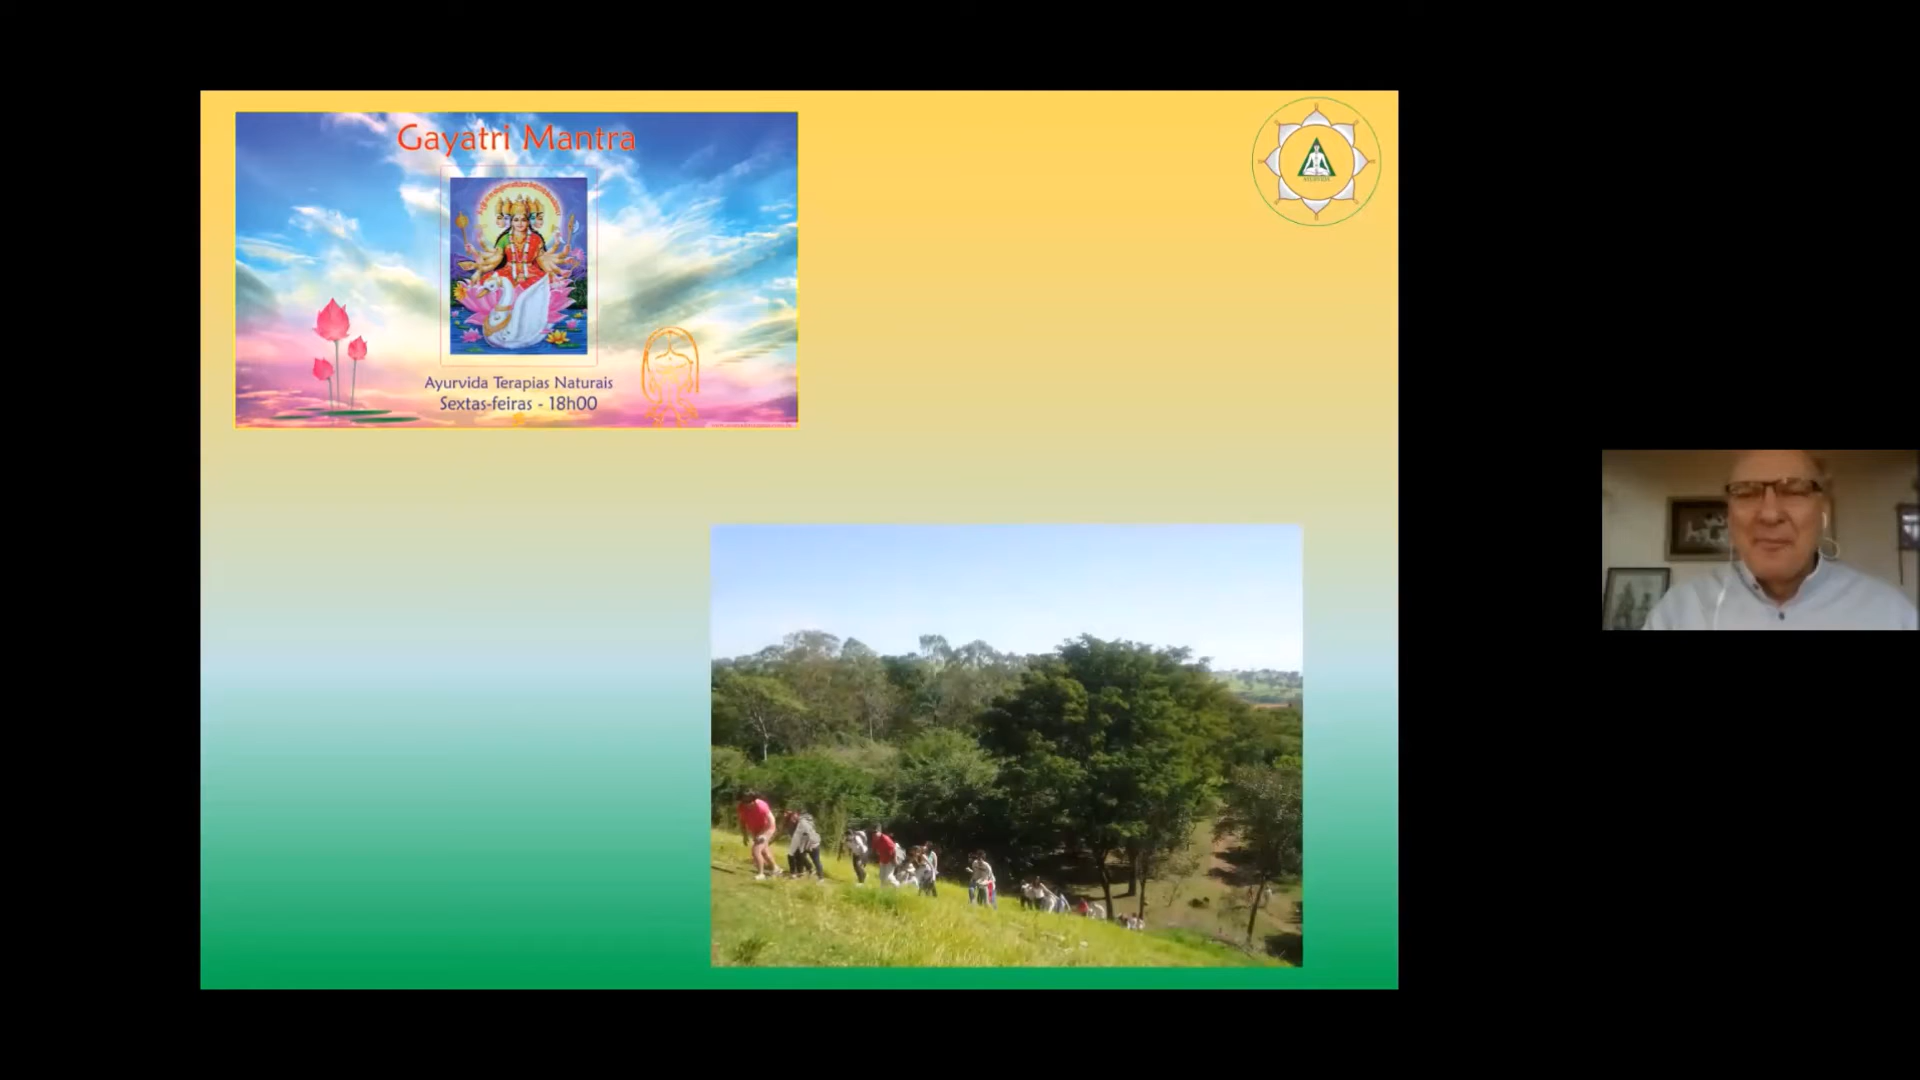 Gayatri Mantra
Ayurvida Terapias Naturais
Sextas-feiras - 18h00